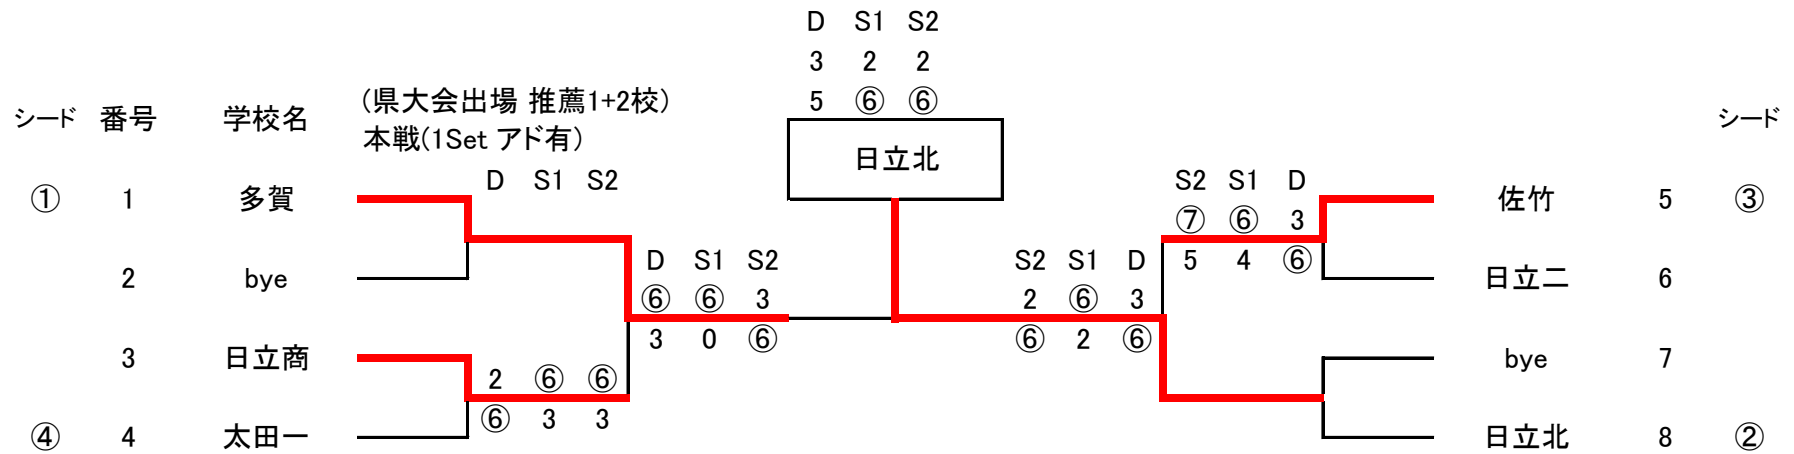 D S1 S2
3 2 2
5 ⑥ ⑥
シード 番号 学校名 (県大会出場 推薦1+2校) シード
本戦(1Set アド有)
日立北
D S1 S2 S2 S1 D
① 1 多賀 佐竹 5 ③
⑦ ⑥ 3
D S1 S2 S2 S1 D 5 4 ⑥
2 bye 日立二 6
⑥ ⑥ 3 2 ⑥ 3
3 0 ⑥ ⑥ 2 ⑥
3 日立商 bye 7
2 ⑥ ⑥
⑥ 3 3
④ 4 太田一 日立北 8 ②